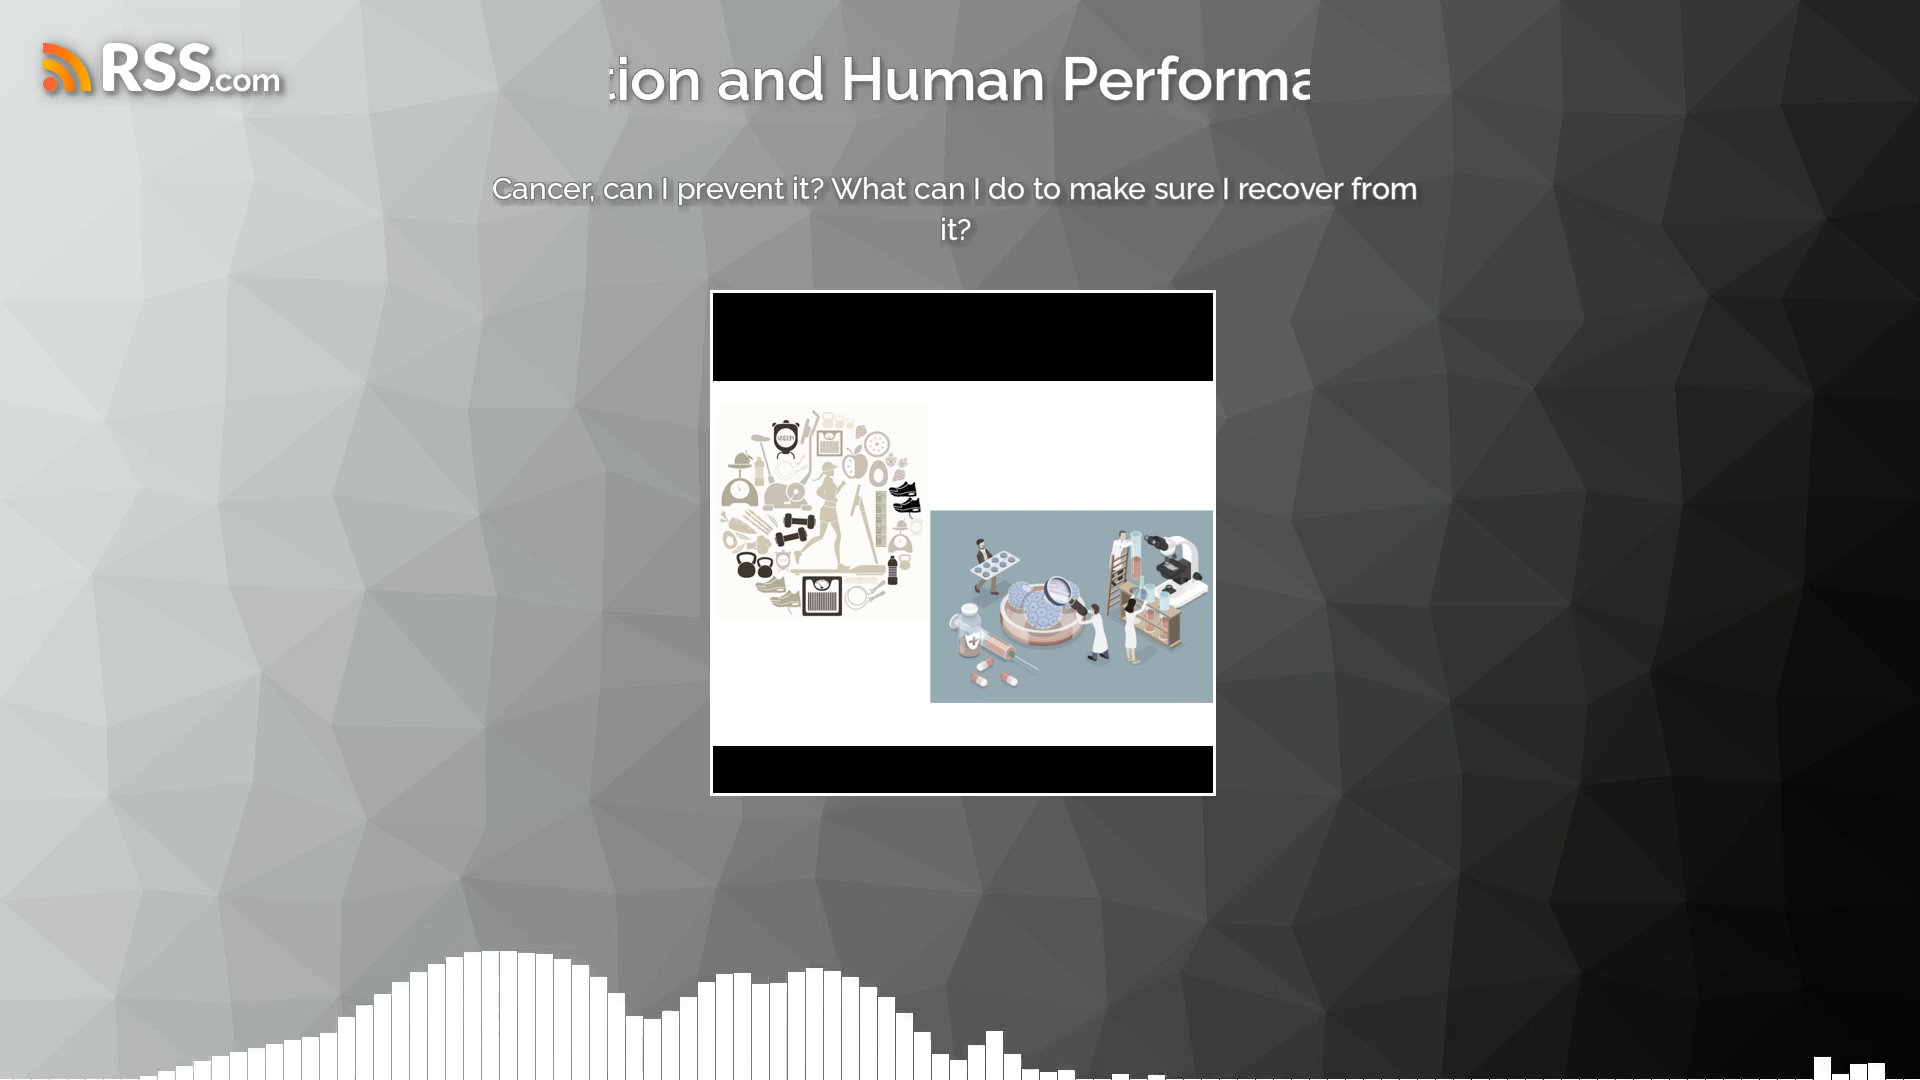 RSS.com
tion and Human Performa
Cancer, can I prevent it? What can I do to make sure I recover from
it?